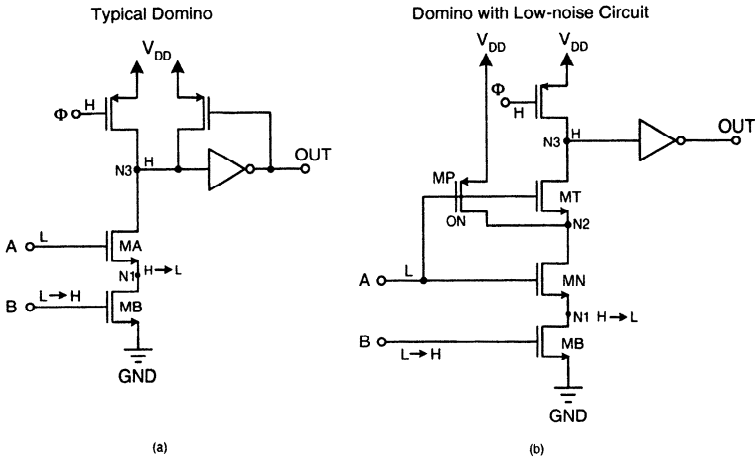 Typical Domino
Domino with Low-noise Circuit
VDD
VDD
VDD
Φ
H
Φ
H
N3
H
OUT
N3
H
OUT
MP
ON
MT
N2
A
L
MA
N1
H→L
A
L
MN
N1
H→L
B
L→H
MB
B
L→H
MB
GND
GND
(a)
(b)